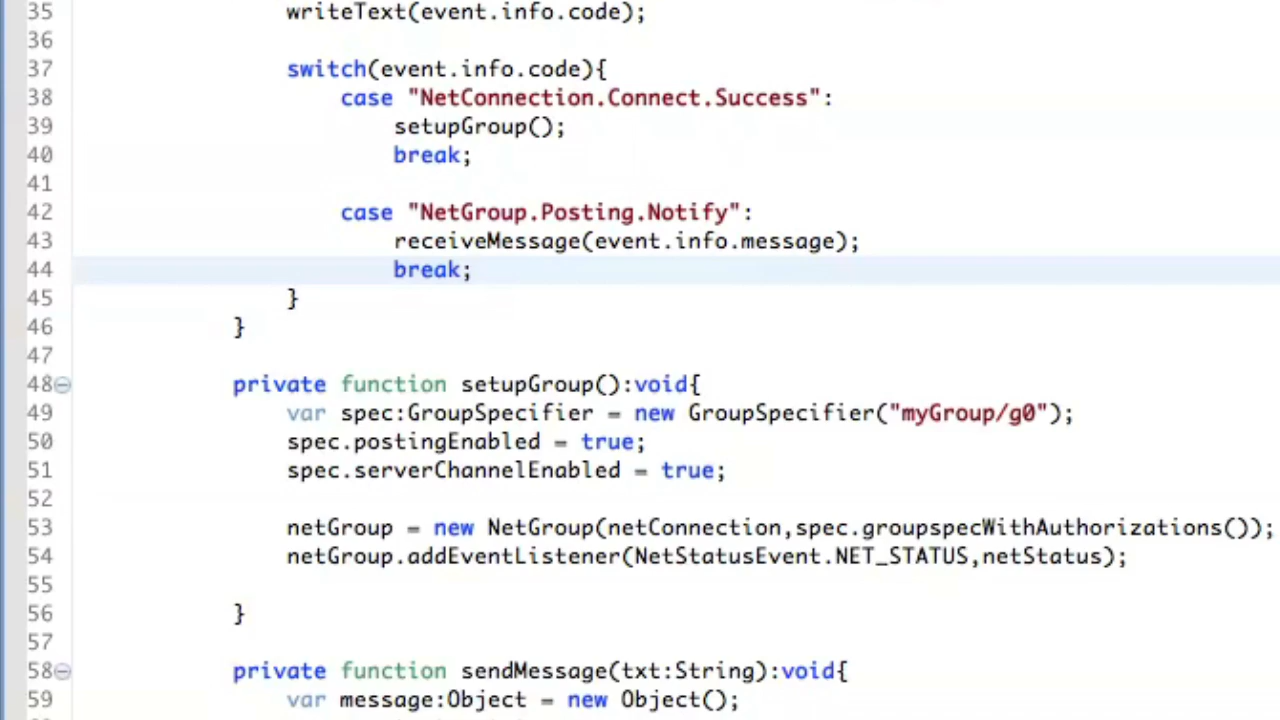 35 writeText(event.info.code);
36
37 switch(event.info.code){
38 case "NetConnection.Connect.Success":
39 setupGroup();
40 break;
41
42 case "NetGroup.Posting.Notify":
43 receiveMessage(event.info.message);
44 break;
45 }
46 }
47
48 private function setupGroup():void{
49 var spec:GroupSpecifier = new GroupSpecifier("myGroup/g0");
50 spec.postingEnabled = true;
51 spec.serverChannelEnabled = true;
52
53 netGroup = new NetGroup(netConnection,spec.groupspecWithAuthorizations());
54 netGroup.addEventListener(NetStatusEvent.NET_STATUS,netStatus);
55
56 }
57
58 private function sendMessage(txt:String):void{
59 var message:Object = new Object();